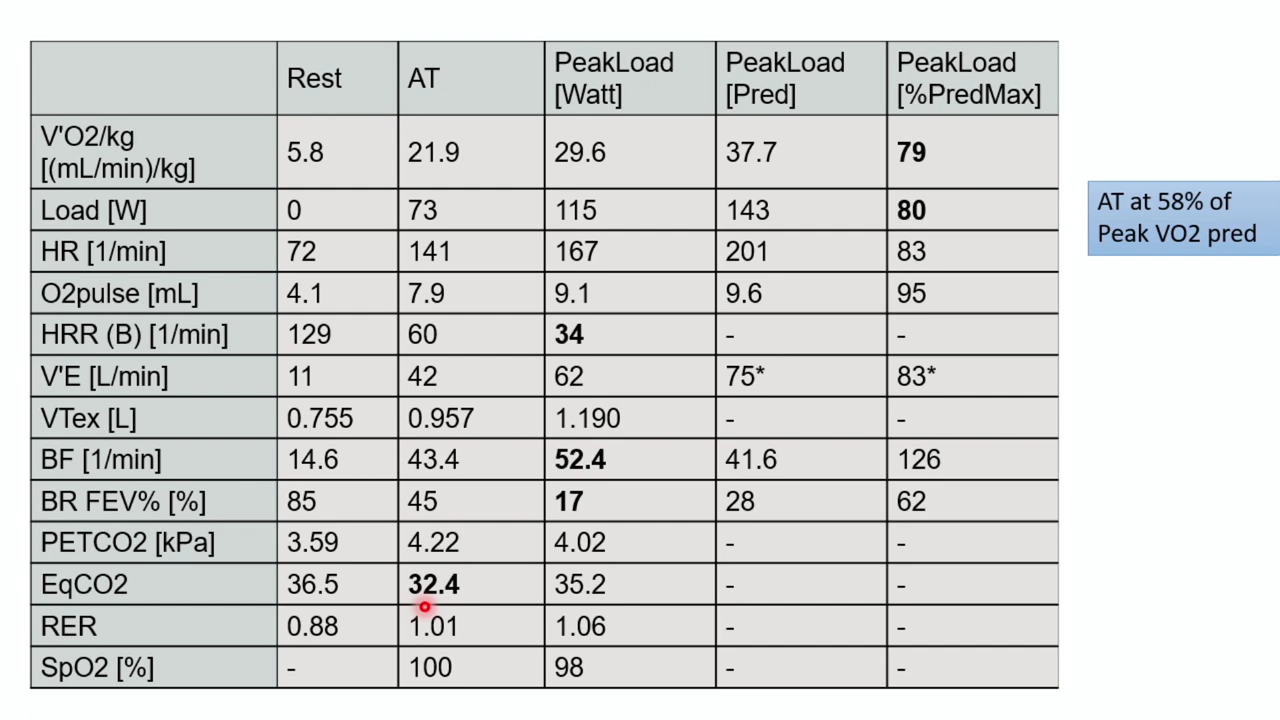 Rest AT PeakLoad [Watt] PeakLoad [Pred] PeakLoad [%PredMax]
V'O2/kg [(mL/min)/kg] 5.8 21.9 29.6 37.7 79
Load [W] 0 73 115 143 80
HR [1/min] 72 141 167 201 83
O2pulse [mL] 4.1 7.9 9.1 9.6 95
HRR (B) [1/min] 129 60 34 - -
V'E [L/min] 11 42 62 75* 83*
VTex [L] 0.755 0.957 1.190 - -
BF [1/min] 14.6 43.4 52.4 41.6 126
BR FEV% [%] 85 45 17 28 62
PETCO2 [kPa] 3.59 4.22 4.02 - -
EqCO2 36.5 32.4 35.2 - -
RER 0.88 1.01 1.06 - -
SpO2 [%] - 100 98 - -
AT at 58% of
Peak VO2 pred